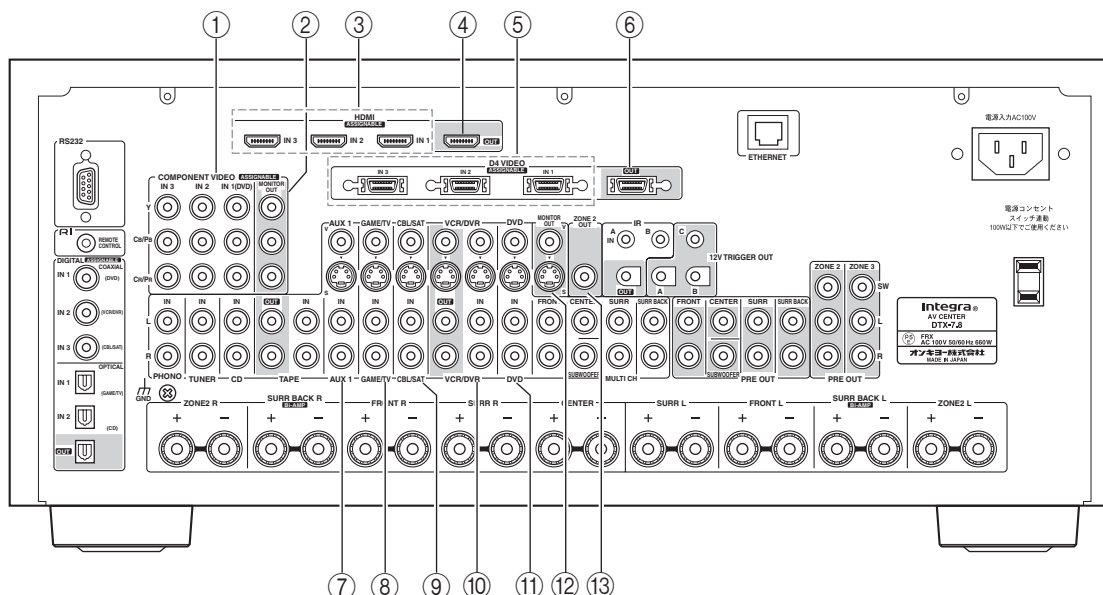 ① ② ③ ④ ⑤ ⑥
HDMI
ASSIGNABLE
IN 3 IN 2 IN 1 OUT
D4 VIDEO
ASSIGNABLE
IN 3 IN 2 IN 1 OUT
ETHERNET
電源入力AC100V
電源コンセント
スイッチ連動
100W以下でご使用ください
RS232
COMPONENT VIDEO ASSIGNABLE
IN 3 IN 2 IN 1(DVD) MONITOR OUT
Y
CB/PB
CR/PR
RI
REMOTE CONTROL
DIGITAL ASSIGNABLE
COAXIAL
IN 1 (DVD)
IN 2 (VCR/DVR)
IN 3 (CBL/SAT)
OPTICAL
IN 1 (GAME/TV)
IN 2 (CD)
OUT
AUX 1 GAME/TV CBL/SAT VCR/DVR DVD MONITOR OUT ZONE 2 OUT
V V
S S
IR
A B
IN
OUT
C
12V TRIGGER OUT
A B
IN IN IN OUT IN IN IN IN OUT IN IN FRONT CENTER SURR SURR BACK FRONT CENTER SURR SURR BACK
ZONE 2 ZONE 3
SW
L L
R R
SUBWOOFER MULTI CH SUBWOOFER PRE OUT PRE OUT
GND
PHONO TUNER CD TAPE AUX 1 GAME/TV CBL/SAT VCR/DVR DVD
Integra®
AV CENTER
DTX-7.8
PS E FRX
AC 100V 50/60Hz 660W
オンキヨー株式会社
MADE IN JAPAN
ZONE2 R SURR BACK R FRONT R SURR R CENTER SURR L FRONT L SURR BACK L ZONE2 L
BI-AMP BI-AMP
+ − + − + − + − + − + − + − + − + −
⑦ ⑧ ⑨ ⑩ ⑪ ⑫ ⑬